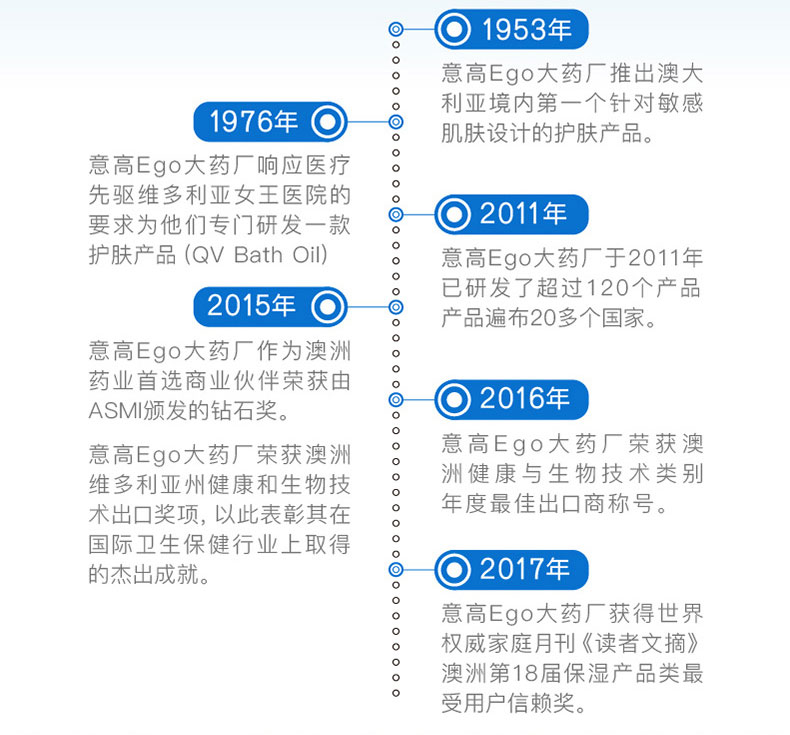 1953年
意高Ego大药厂推出澳大
利亚境内第一个针对敏感
肌肤设计的护肤产品。
1976年
意高Ego大药厂响应医疗
先驱维多利亚女王医院的
要求为他们专门研发一款
护肤产品 (QV Bath Oil)
2011年
意高Ego大药厂于2011年
已研发了超过120个产品
产品遍布20多个国家。
2015年
意高Ego大药厂作为澳洲
药业首选商业伙伴荣获由
ASMI颁发的钻石奖。
意高Ego大药厂荣获澳洲
维多利亚州健康和生物技
术出口奖项, 以此表彰其在
国际卫生保健行业上取得
的杰出成就。
2016年
意高Ego大药厂荣获澳
洲健康与生物技术类别
年度最佳出口商称号。
2017年
意高Ego大药厂获得世界
权威家庭月刊《读者文摘》
澳洲第18届保湿产品类最
受用户信赖奖。